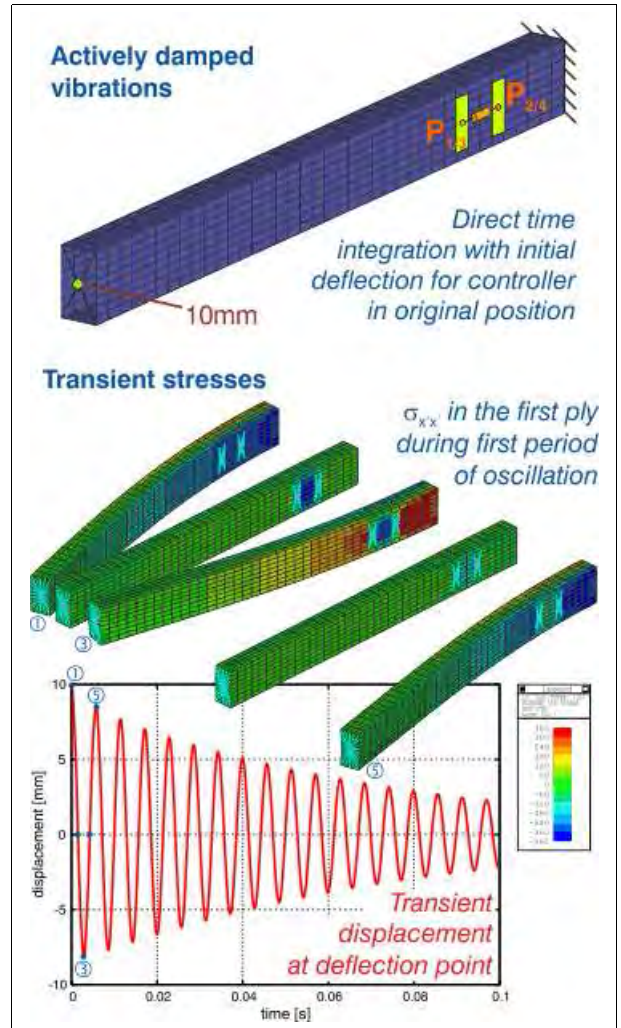 Actively damped
vibrations
P
P 2/4
10mm
Direct time
integration with initial
deflection for controller
in original position
Transient stresses
σx'x in the first ply
during first period
of oscillation
①
③
⑤
①
⑤
③
10
5
0
-5
-10
displacement [mm]
0
0.02
0.04
0.06
0.08
0.1
time [s]
Transient
displacement
at deflection point